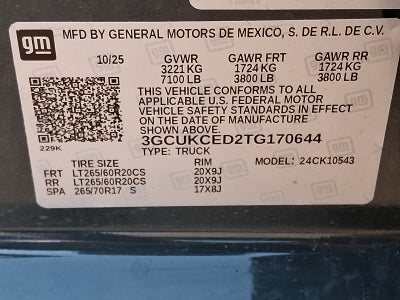 gm
MFD BY GENERAL MOTORS DE MEXICO, S. DE R.L. DE C.V.
10/25 GVWR GAWR FRT GAWR RR
3221 KG 1724 KG 1724 KG
7100 LB 3800 LB 3800 LB
THIS VEHICLE CONFORMS TO ALL
APPLICABLE U.S. FEDERAL MOTOR
VEHICLE SAFETY STANDARDS IN EFFECT
ON THE DATE OF MANUFACTURE
SHOWN ABOVE.
3GCUKCED2TG170644
229K TYPE: TRUCK
TIRE SIZE RIM MODEL: 24CK10543
FRT LT265/60R20CS 20X9J
RR LT265/60R20CS 20X9J
SPA 265/70R17 S 17X8J